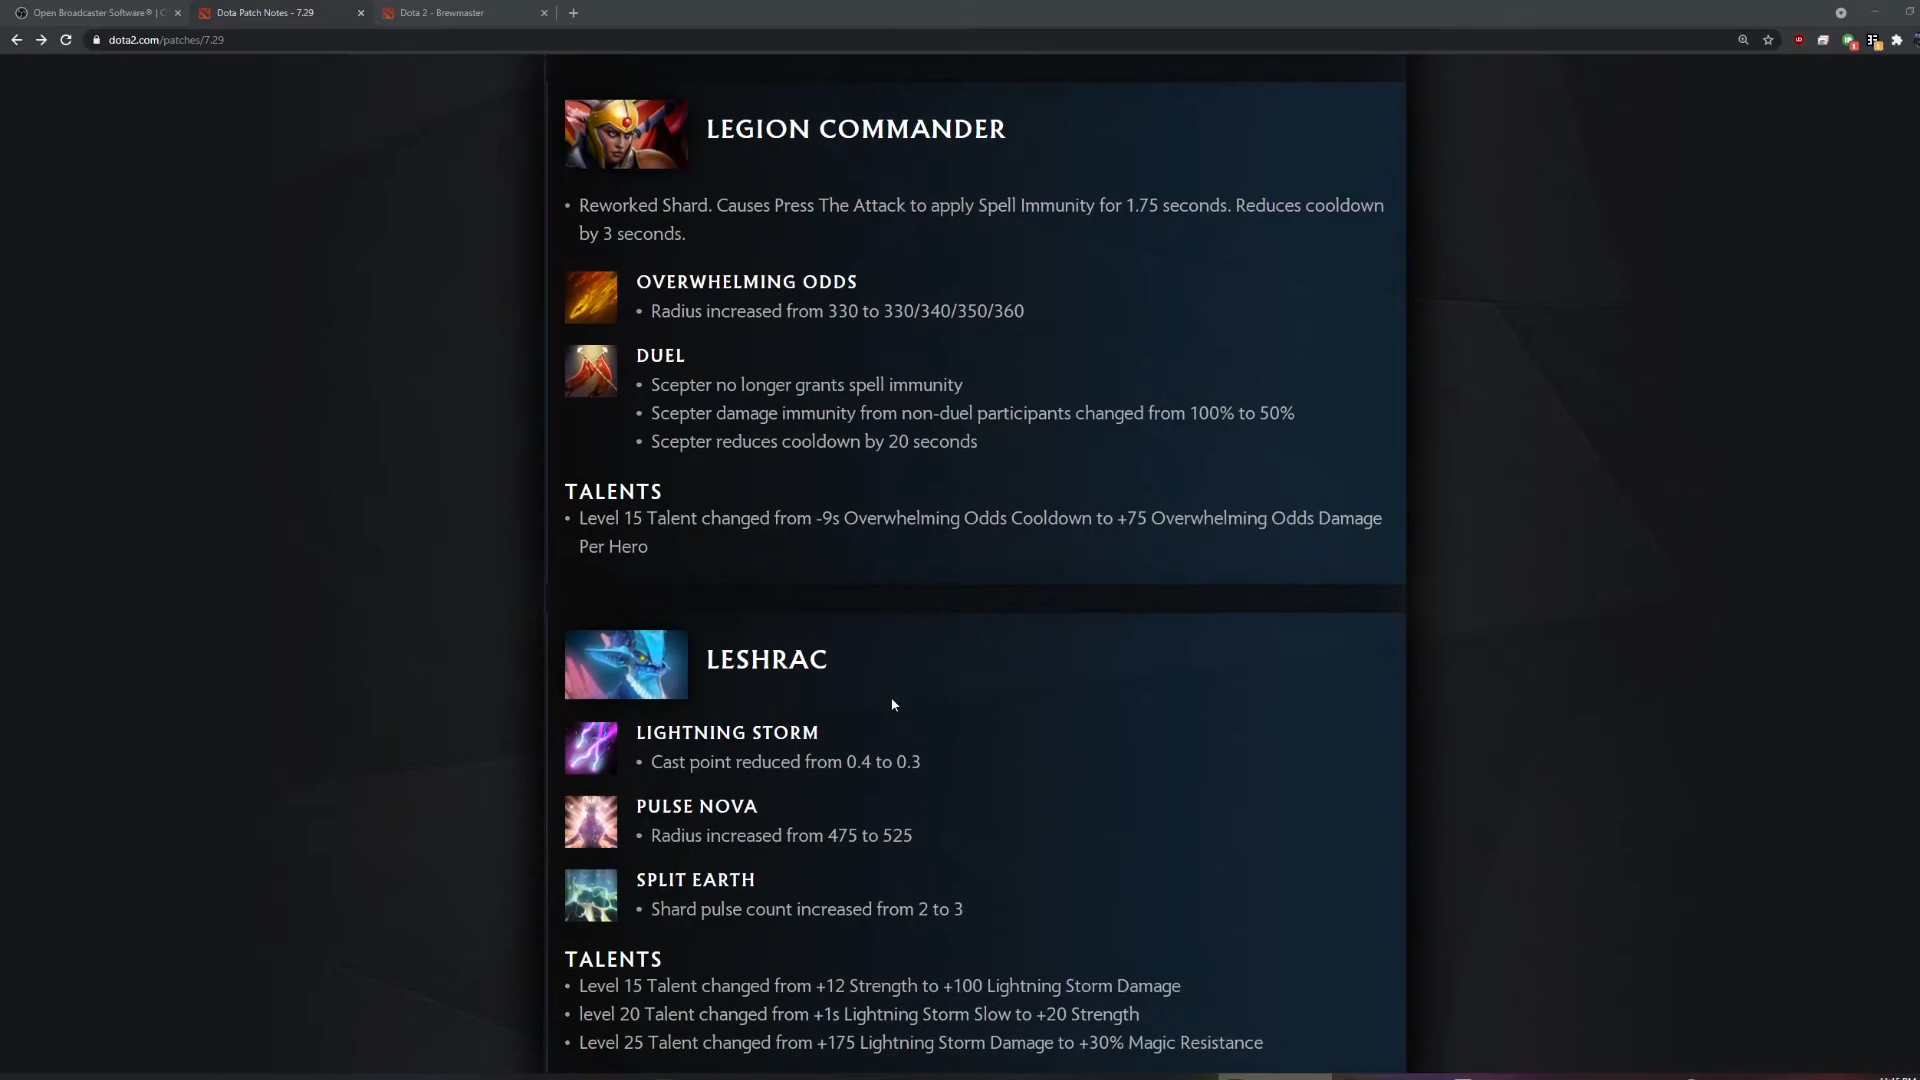 Open Broadcaster Software® |
Dota Patch Notes - 7.29
Dota 2 - Brewmaster
dota2.com/patches/7.29
LEGION COMMANDER
• Reworked Shard. Causes Press The Attack to apply Spell Immunity for 1.75 seconds. Reduces cooldown
by 3 seconds.
OVERWHELMING ODDS
• Radius increased from 330 to 330/340/350/360
DUEL
• Scepter no longer grants spell immunity
• Scepter damage immunity from non-duel participants changed from 100% to 50%
• Scepter reduces cooldown by 20 seconds
TALENTS
• Level 15 Talent changed from -9s Overwhelming Odds Cooldown to +75 Overwhelming Odds Damage
Per Hero
LESHRAC
LIGHTNING STORM
• Cast point reduced from 0.4 to 0.3
PULSE NOVA
• Radius increased from 475 to 525
SPLIT EARTH
• Shard pulse count increased from 2 to 3
TALENTS
• Level 15 Talent changed from +12 Strength to +100 Lightning Storm Damage
• level 20 Talent changed from +1s Lightning Storm Slow to +20 Strength
• Level 25 Talent changed from +175 Lightning Storm Damage to +30% Magic Resistance